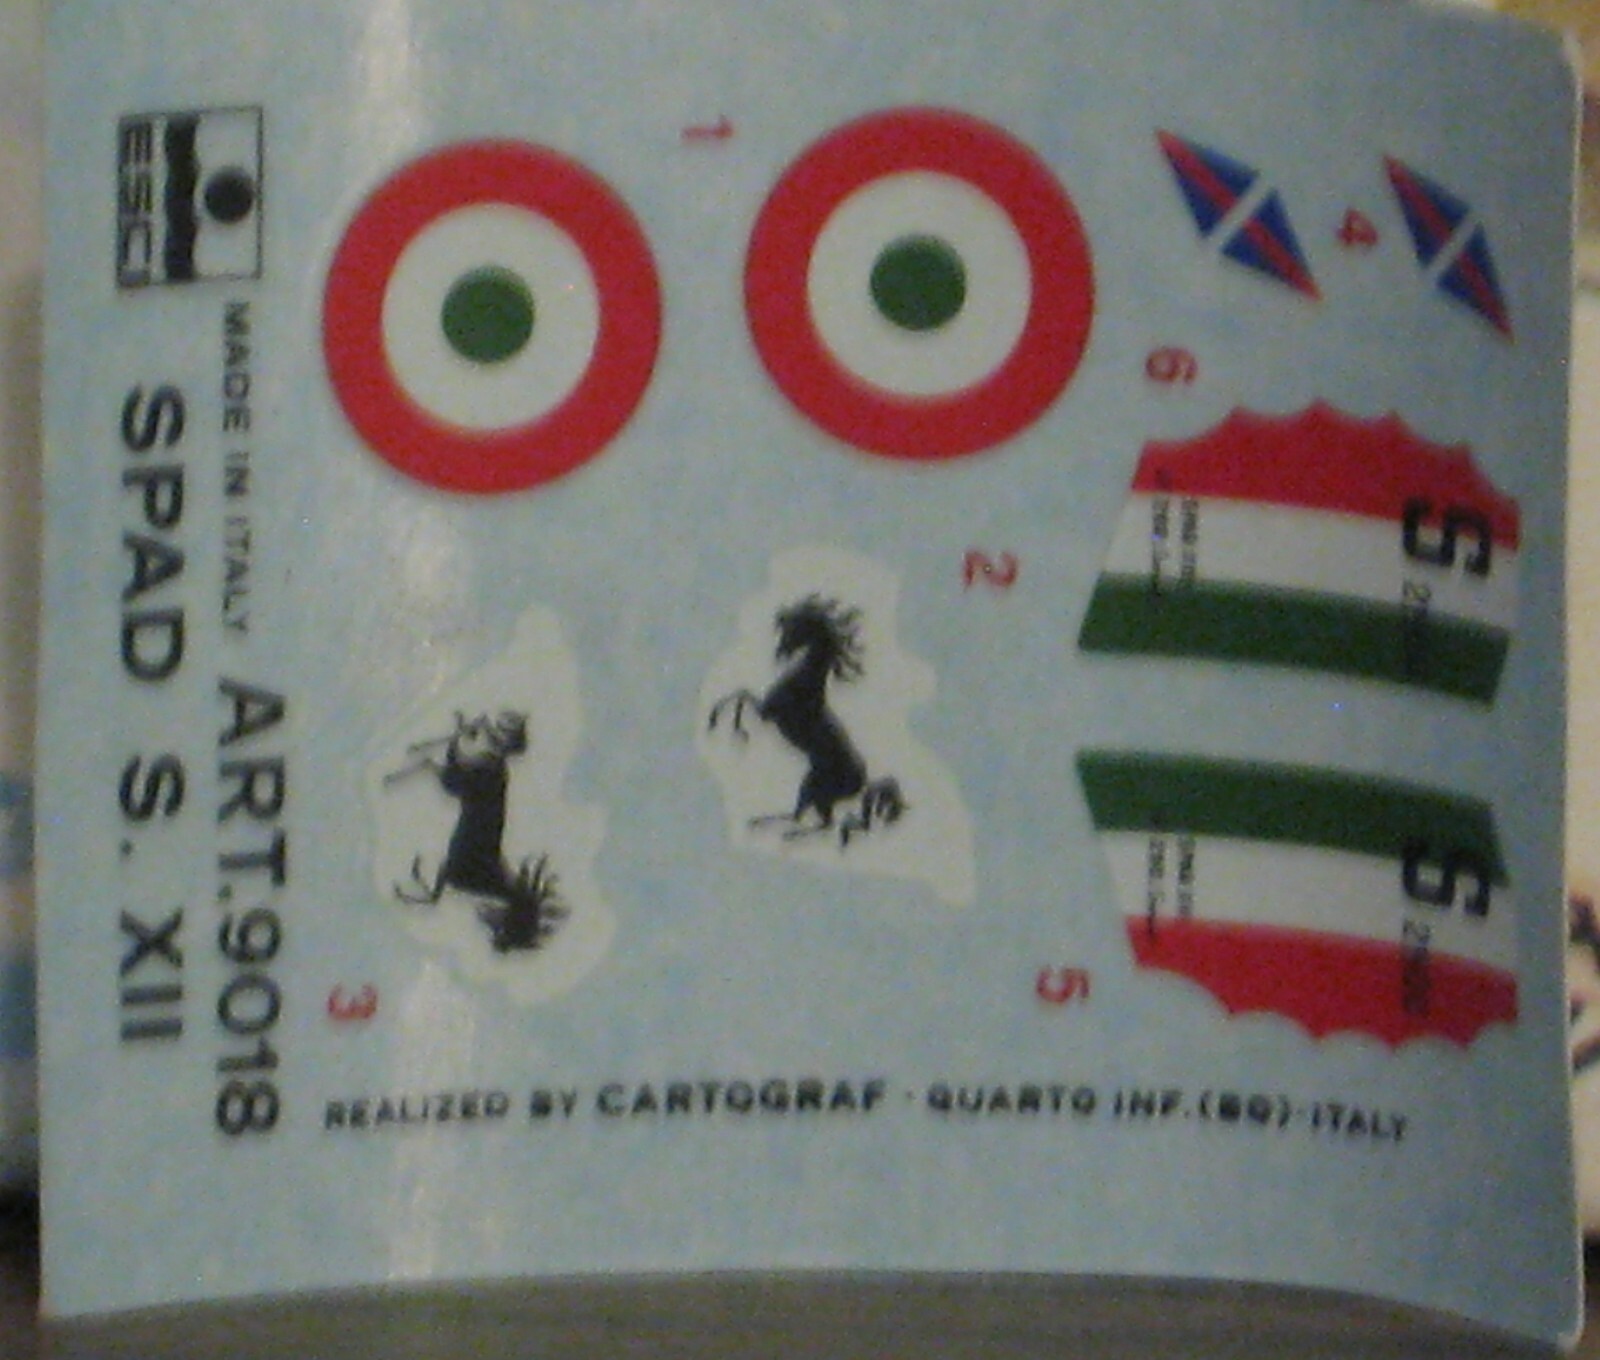 ESCI
MADE IN ITALY
ART.9018
SPAD S. XII
1
2
3
4
5
6
S
S
REALIZED BY CARTOGRAF · QUARTO INF.(BO)-ITALY